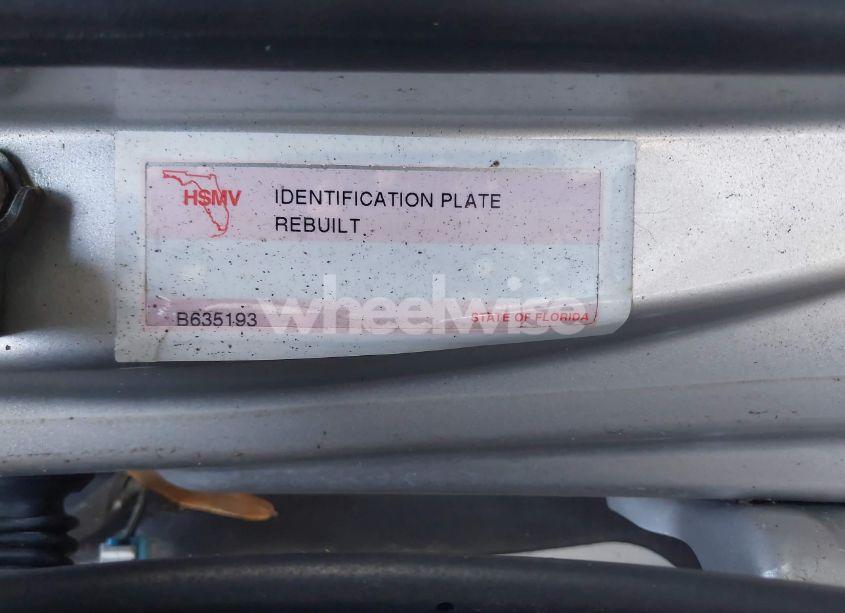 HSMV
IDENTIFICATION PLATE
REBUILT
wheelwise
B635193
STATE OF FLORIDA